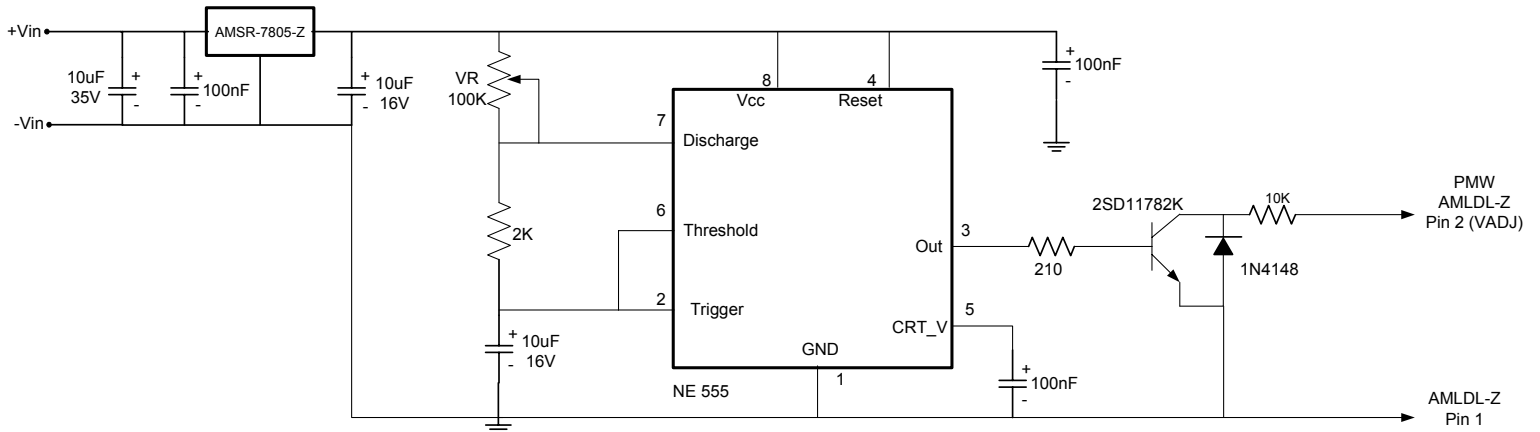 +Vin
AMSR-7805-Z
-Vin
10uF
35V
+
-
+
100nF
-
+
10uF
16V
-
VR
100K
2K
+
10uF
16V
-
8
Vcc
4
Reset
7
Discharge
6
Threshold
2
Trigger
Out
3
CRT_V
5
GND
1
NE 555
+
100nF
-
+
100nF
-
210
2SD11782K
10K
1N4148
PMW
AMLDL-Z
Pin 2 (VADJ)
AMLDL-Z
Pin 1